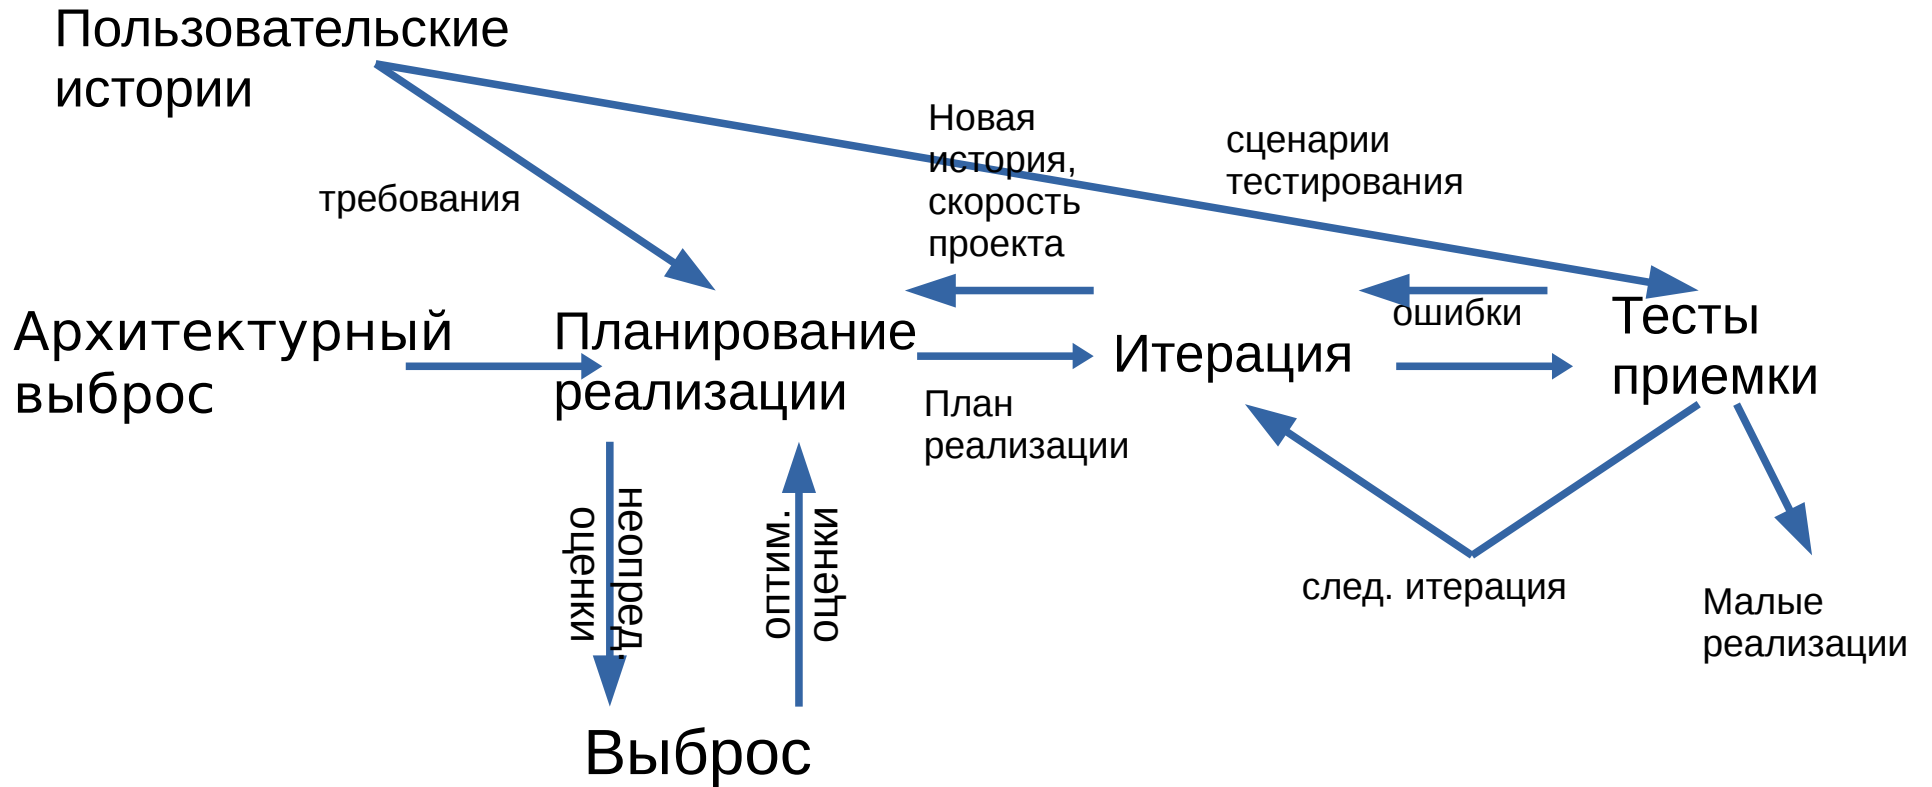 Пользовательские
истории
Новая
история,
скорость
проекта
сценарии
тестирования
требования
Архитектурный
выброс
Планирование
реализации
Итерация
ошибки
Тесты
приемки
План
реализации
неопред.
оценки
оптим.
оценки
след. итерация
Малые
реализации
Выброс